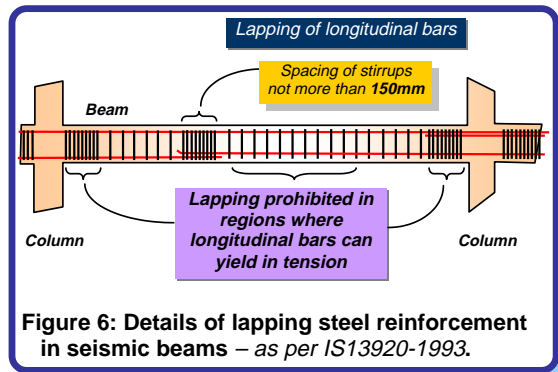 Lapping of longitudinal bars
Spacing of stirrups
not more than 150mm
Beam
Lapping prohibited in
regions where
longitudinal bars can
yield in tension
Column
Column
Figure 6: Details of lapping steel reinforcement
in seismic beams – as per IS13920-1993.